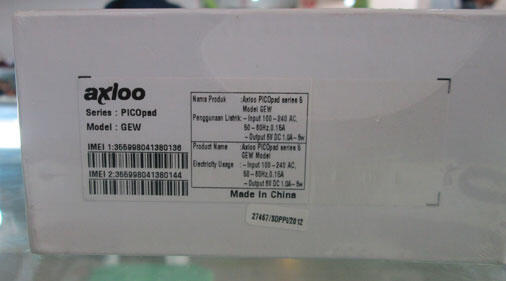 axioo
Series : PICOpad
Model : GEW
IMEI 1:356998041380136
IMEI 2:356998041380144
Nama Produk :Axioo PICOpad series 5
Model GEW
Penggunaan Listrik: - Input 100 - 240 AC,
50 - 60Hz, 0.15A
- Output 5V DC 1.0A - 5w
Product Name :Axioo PICOpad series 5
GEW Model
Electricity Usage : - Input 100 - 240 AC,
50 - 60Hz, 0.15A
- Output 5V DC 1.0A - 5w
Made in China
27467/SDPPI/2012